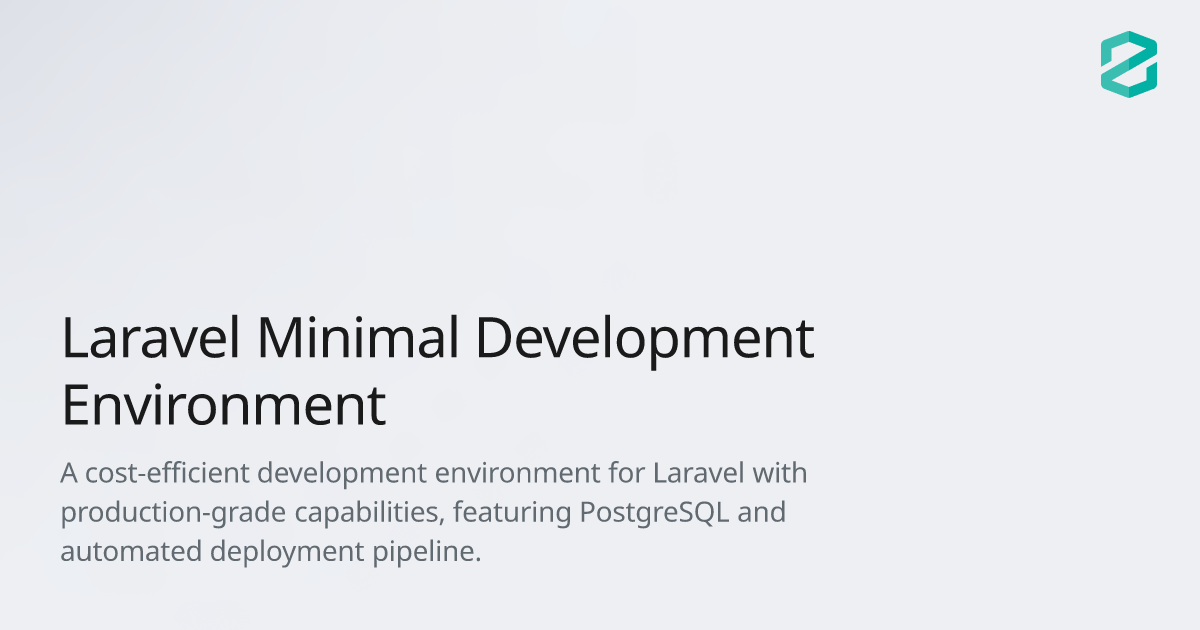 Laravel Minimal Development
Environment
A cost-efficient development environment for Laravel with
production-grade capabilities, featuring PostgreSQL and
automated deployment pipeline.